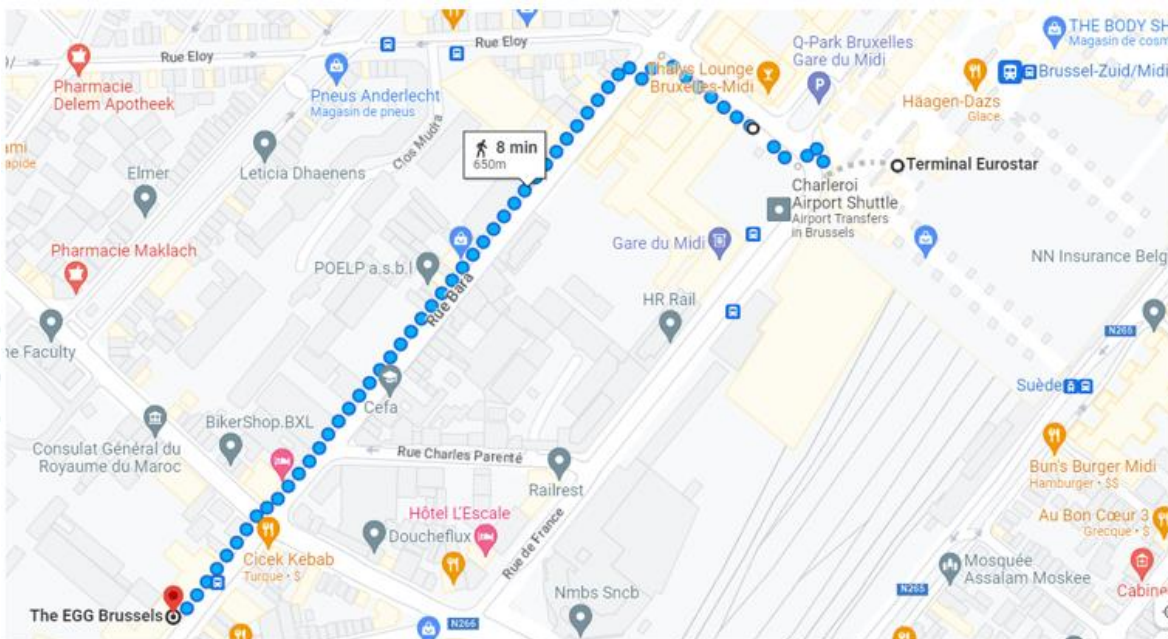 THE BODY SH
Magasin de cosm
Rue Eloy
Rue Eloy
Q-Park Bruxelles
Gare du Midi
Thalys Lounge
Bruxelles-Midi
Brussel-Zuid/Midi
Pharmacie
Delem Apotheek
Pneus Anderlecht
Magasin de pneus
Häagen-Dazs
Glace
Clos Mudra
8 min
650m
Terminal Eurostar
Elmer
Leticia Dhaenens
Charleroi
Airport Shuttle
Airport Transfers
in Brussels
Pharmacie Maklach
Gare du Midi
NN Insurance Belg
POELP a.s.b.l
Rue Bara
HR Rail
N265
Suède
Cefa
BikerShop.BXL
Consulat Général du
Royaume du Maroc
Rue Charles Parenté
Railrest
Bun's Burger Midi
Hamburger • $$
Hôtel L'Escale
Doucheflux
Rue de France
Au Bon Cœur 3
Grecque • $
Cicek Kebab
Turque • $
Mosquée
Assalam Moskee
N265
Cabine
The EGG Brussels
Nmbs Sncb
N266